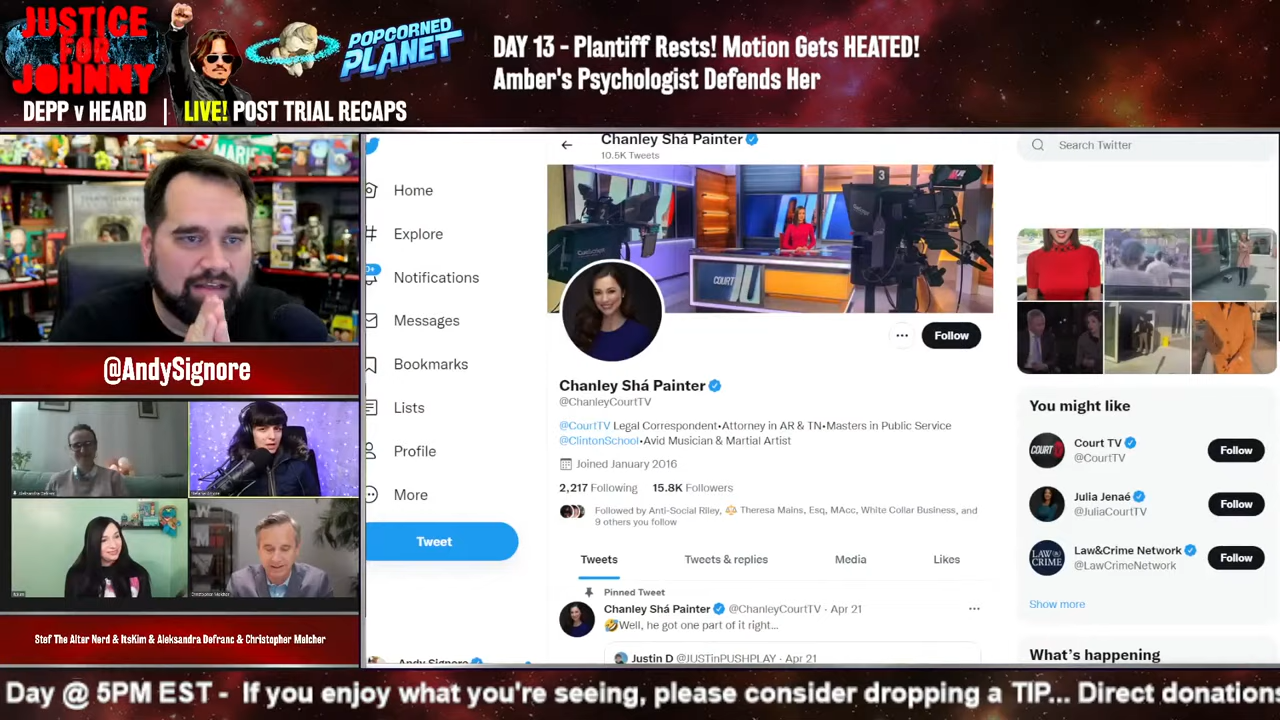 JUSTICE
FOR
JOHNNY
DEPP v HEARD | LIVE! POST TRIAL RECAPS
POPCORNED
PLANET
DAY 13 - Plantiff Rests! Motion Gets HEATED!
Amber's Psychologist Defends Her
@AndySignore
Stef The Alter Nerd & ItsKim & Aleksandra Defranc & Christopher Melcher
Home
Explore
Notifications
Messages
Bookmarks
Lists
Profile
More
Tweet
Andy Signore
Chanley Shá Painter
10.5K Tweets
3
COURT
Follow
Chanley Shá Painter
@ChanleyCourtTV
@CourtTV Legal Correspondent•Attorney in AR & TN•Masters in Public Service
@ClintonSchool•Avid Musician & Martial Artist
Joined January 2016
2,217 Following 15.8K Followers
Followed by Anti-Social Riley, Theresa Mains, Esq, MAcc, White Collar Business, and
9 others you follow
Tweets Tweets & replies Media Likes
Pinned Tweet
Chanley Shá Painter @ChanleyCourtTV · Apr 21
Well, he got one part of it right...
Justin D @JUSTinPUSHPLAY · Apr 21
Search Twitter
You might like
Court TV
@CourtTV
Follow
Julia Jenaé
@JuliaCourtTV
Follow
LAW&
CRIME
Law&Crime Network
@LawCrimeNetwork
Follow
Show more
What's happening
Day @ 5PM EST - If you enjoy what you're seeing, please consider dropping a TIP... Direct donations